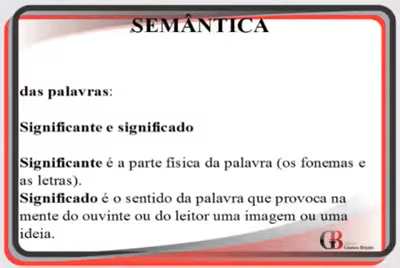 SEMÂNTICA
das palavras:
Significante e significado
Significante é a parte física da palavra (os fonemas e
as letras).
Significado é o sentido da palavra que provoca na
mente do ouvinte ou do leitor uma imagem ou uma
ideia.
GB